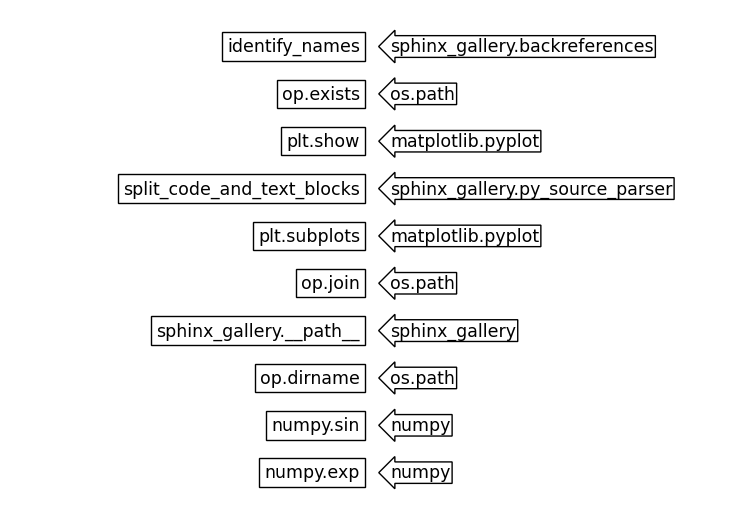 identify_names sphinx_gallery.backreferences
op.exists os.path
plt.show matplotlib.pyplot
split_code_and_text_blocks sphinx_gallery.py_source_parser
plt.subplots matplotlib.pyplot
op.join os.path
sphinx_gallery.__path__ sphinx_gallery
op.dirname os.path
numpy.sin numpy
numpy.exp numpy